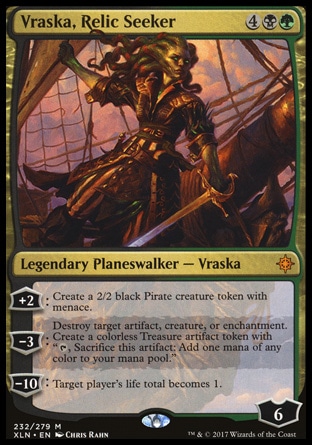 Vraska, Relic Seeker 4
Legendary Planeswalker — Vraska
+2 : Create a 2/2 black Pirate creature token with
menace.
Destroy target artifact, creature, or enchantment.
−3 : Create a colorless Treasure artifact token with
“, Sacrifice this artifact: Add one mana of any
color to your mana pool.”
−10 : Target player's life total becomes 1.
6
232/279 M
XLN • EN Chris Rahn
™ & © 2017 Wizards of the Coast